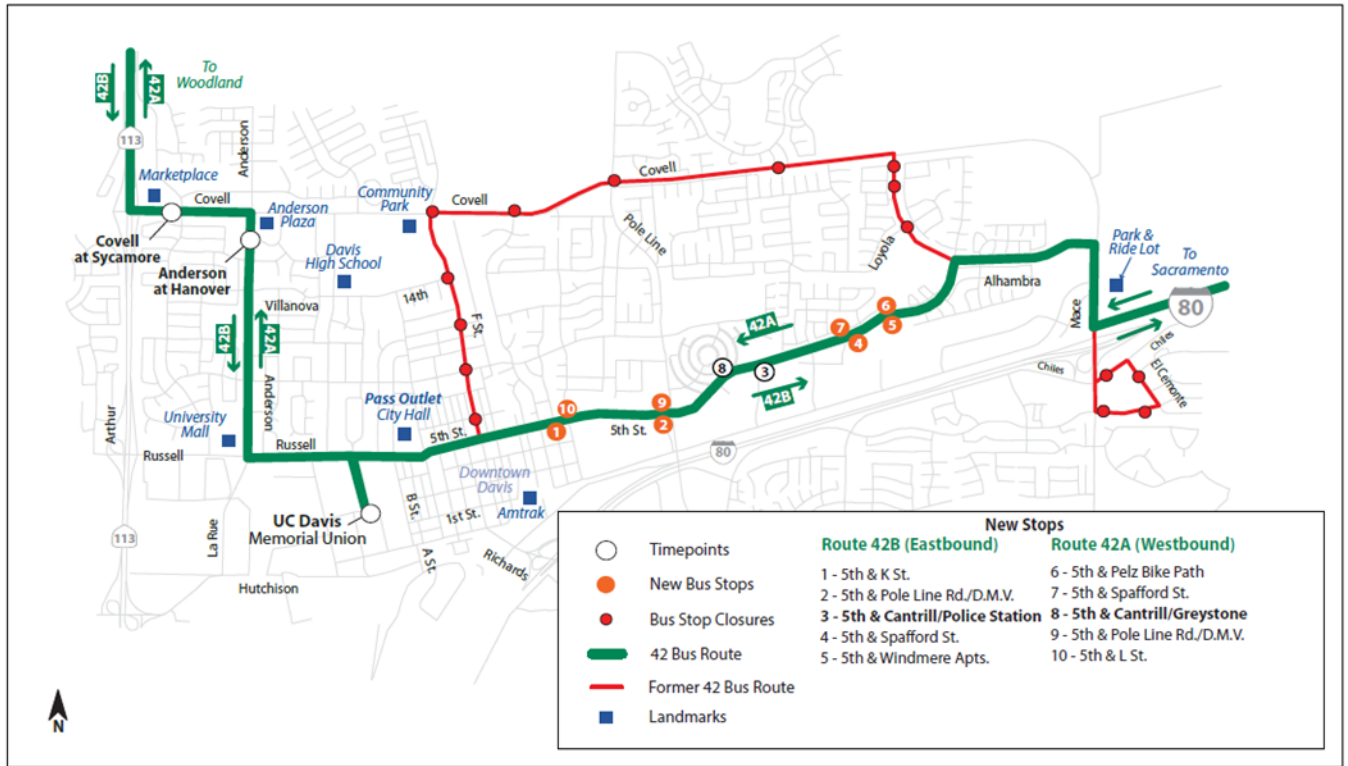 To
Woodland
42B
42A
113
Anderson
Marketplace
Covell
Covell
at Sycamore
Anderson
Plaza
Anderson
at Hanover
Community
Park
Davis
High School
Villanova
14th
F St.
Covell
Covell
Pole Line
Loyola
Alhambra
Park &
Ride Lot
To
Sacramento
80
Mace
Chiles
Chiles
El Cemonte
42B
42A
Anderson
Arthur
University
Mall
Russell
Russell
Pass Outlet
City Hall
5th St.
10
1
9
2
5th St.
8
3
42A
42B
7
4
6
5
80
Downtown
Davis
Amtrak
B St.
1st St.
A St.
Richards
UC Davis
Memorial Union
La Rue
113
Hutchison
N
Timepoints
New Bus Stops
Bus Stop Closures
42 Bus Route
Former 42 Bus Route
Landmarks
New Stops
Route 42B (Eastbound)
1 - 5th & K St.
2 - 5th & Pole Line Rd./D.M.V.
3 - 5th & Cantrill/Police Station
4 - 5th & Spafford St.
5 - 5th & Windmere Apts.
Route 42A (Westbound)
6 - 5th & Pelz Bike Path
7 - 5th & Spafford St.
8 - 5th & Cantrill/Greystone
9 - 5th & Pole Line Rd./D.M.V.
10 - 5th & L St.